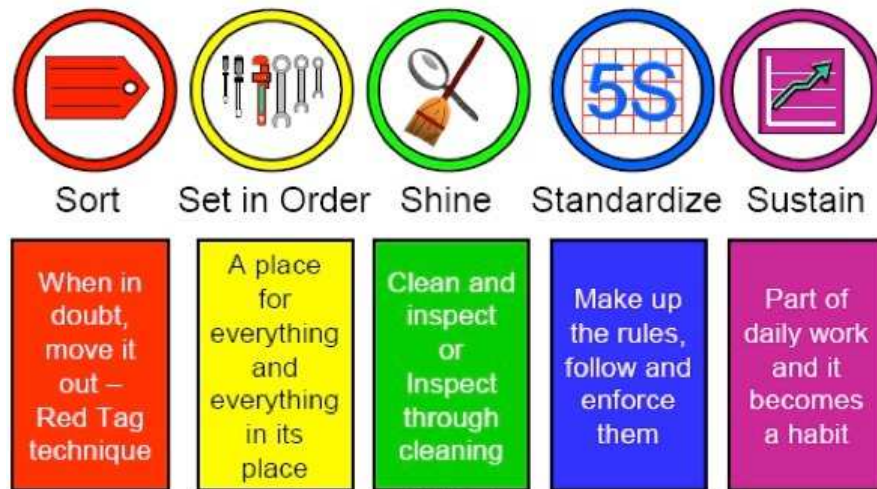 5S
Sort
Set in Order
Shine
Standardize
Sustain
When in
doubt,
move it
out –
Red Tag
technique
A place
for
everything
and
everything
in its
place
Clean and
inspect
or
Inspect
through
cleaning
Make up
the rules,
follow and
enforce
them
Part of
daily work
and it
becomes
a habit